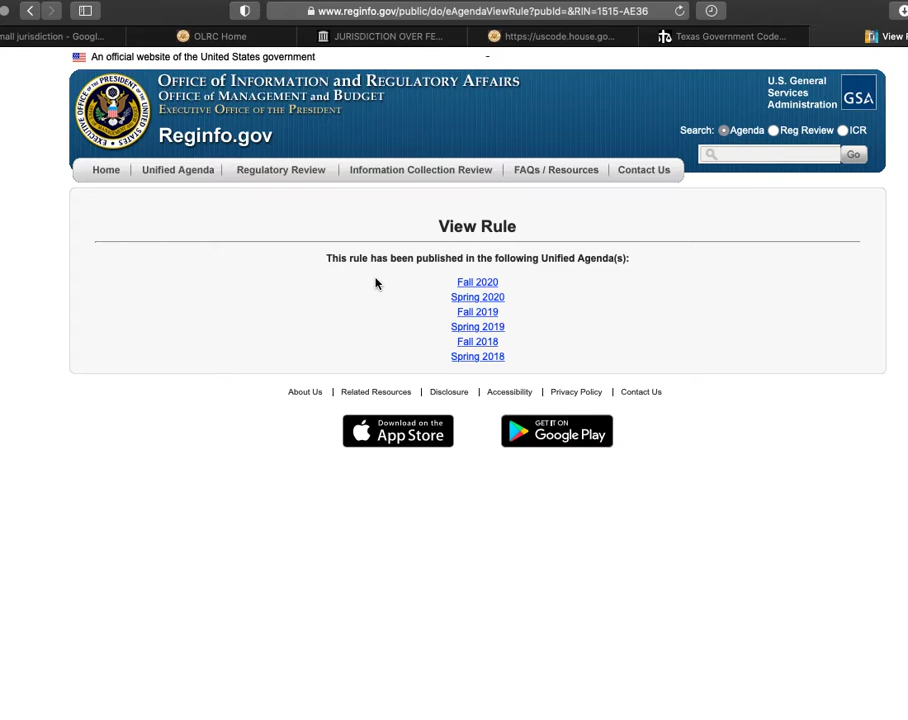 www.reginfo.gov/public/do/eAgendaViewRule?pubId=&RIN=1515-AE36
mall jurisdiction - Googl...
OLRC Home
JURISDICTION OVER FE...
https://uscode.house.go...
Texas Government Code...
View F
An official website of the United States government
OFFICE OF INFORMATION AND REGULATORY AFFAIRS
OFFICE OF MANAGEMENT AND BUDGET
EXECUTIVE OFFICE OF THE PRESIDENT
Reginfo.gov
U.S. General
Services
Administration
GSA
Search: Agenda Reg Review ICR
Go
Home Unified Agenda Regulatory Review Information Collection Review FAQs / Resources Contact Us
View Rule
This rule has been published in the following Unified Agenda(s):
Fall 2020
Spring 2020
Fall 2019
Spring 2019
Fall 2018
Spring 2018
About Us | Related Resources | Disclosure | Accessibility | Privacy Policy | Contact Us
Download on the
App Store
GET IT ON
Google Play